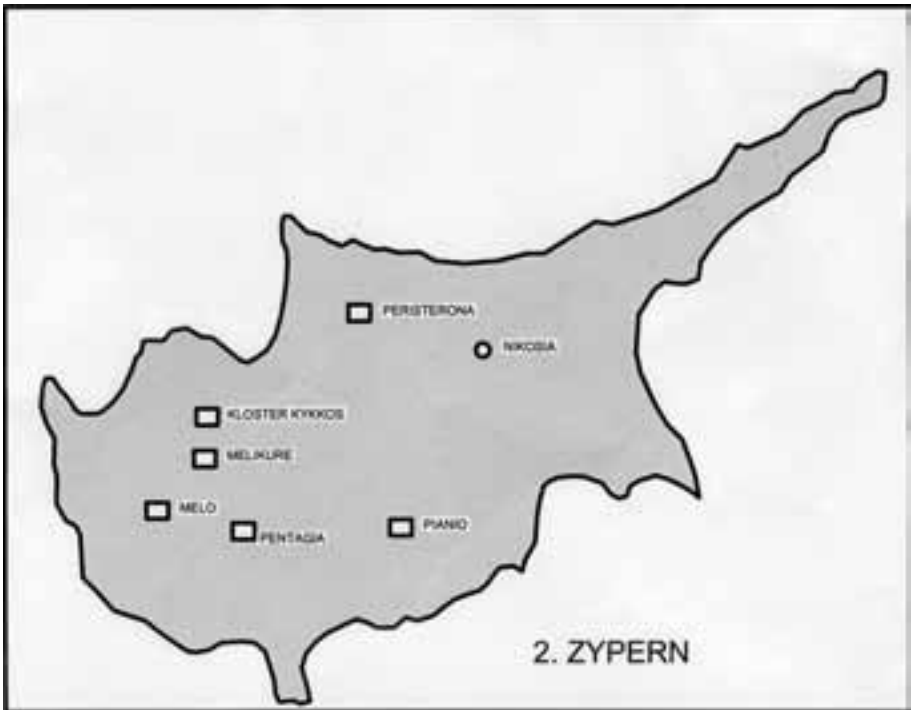 PERISTERONA
NIKOSIA
KLOSTER KYKKOS
MELIKURE
MELO
PENTAGIA
PIANIO
2. ZYPERN